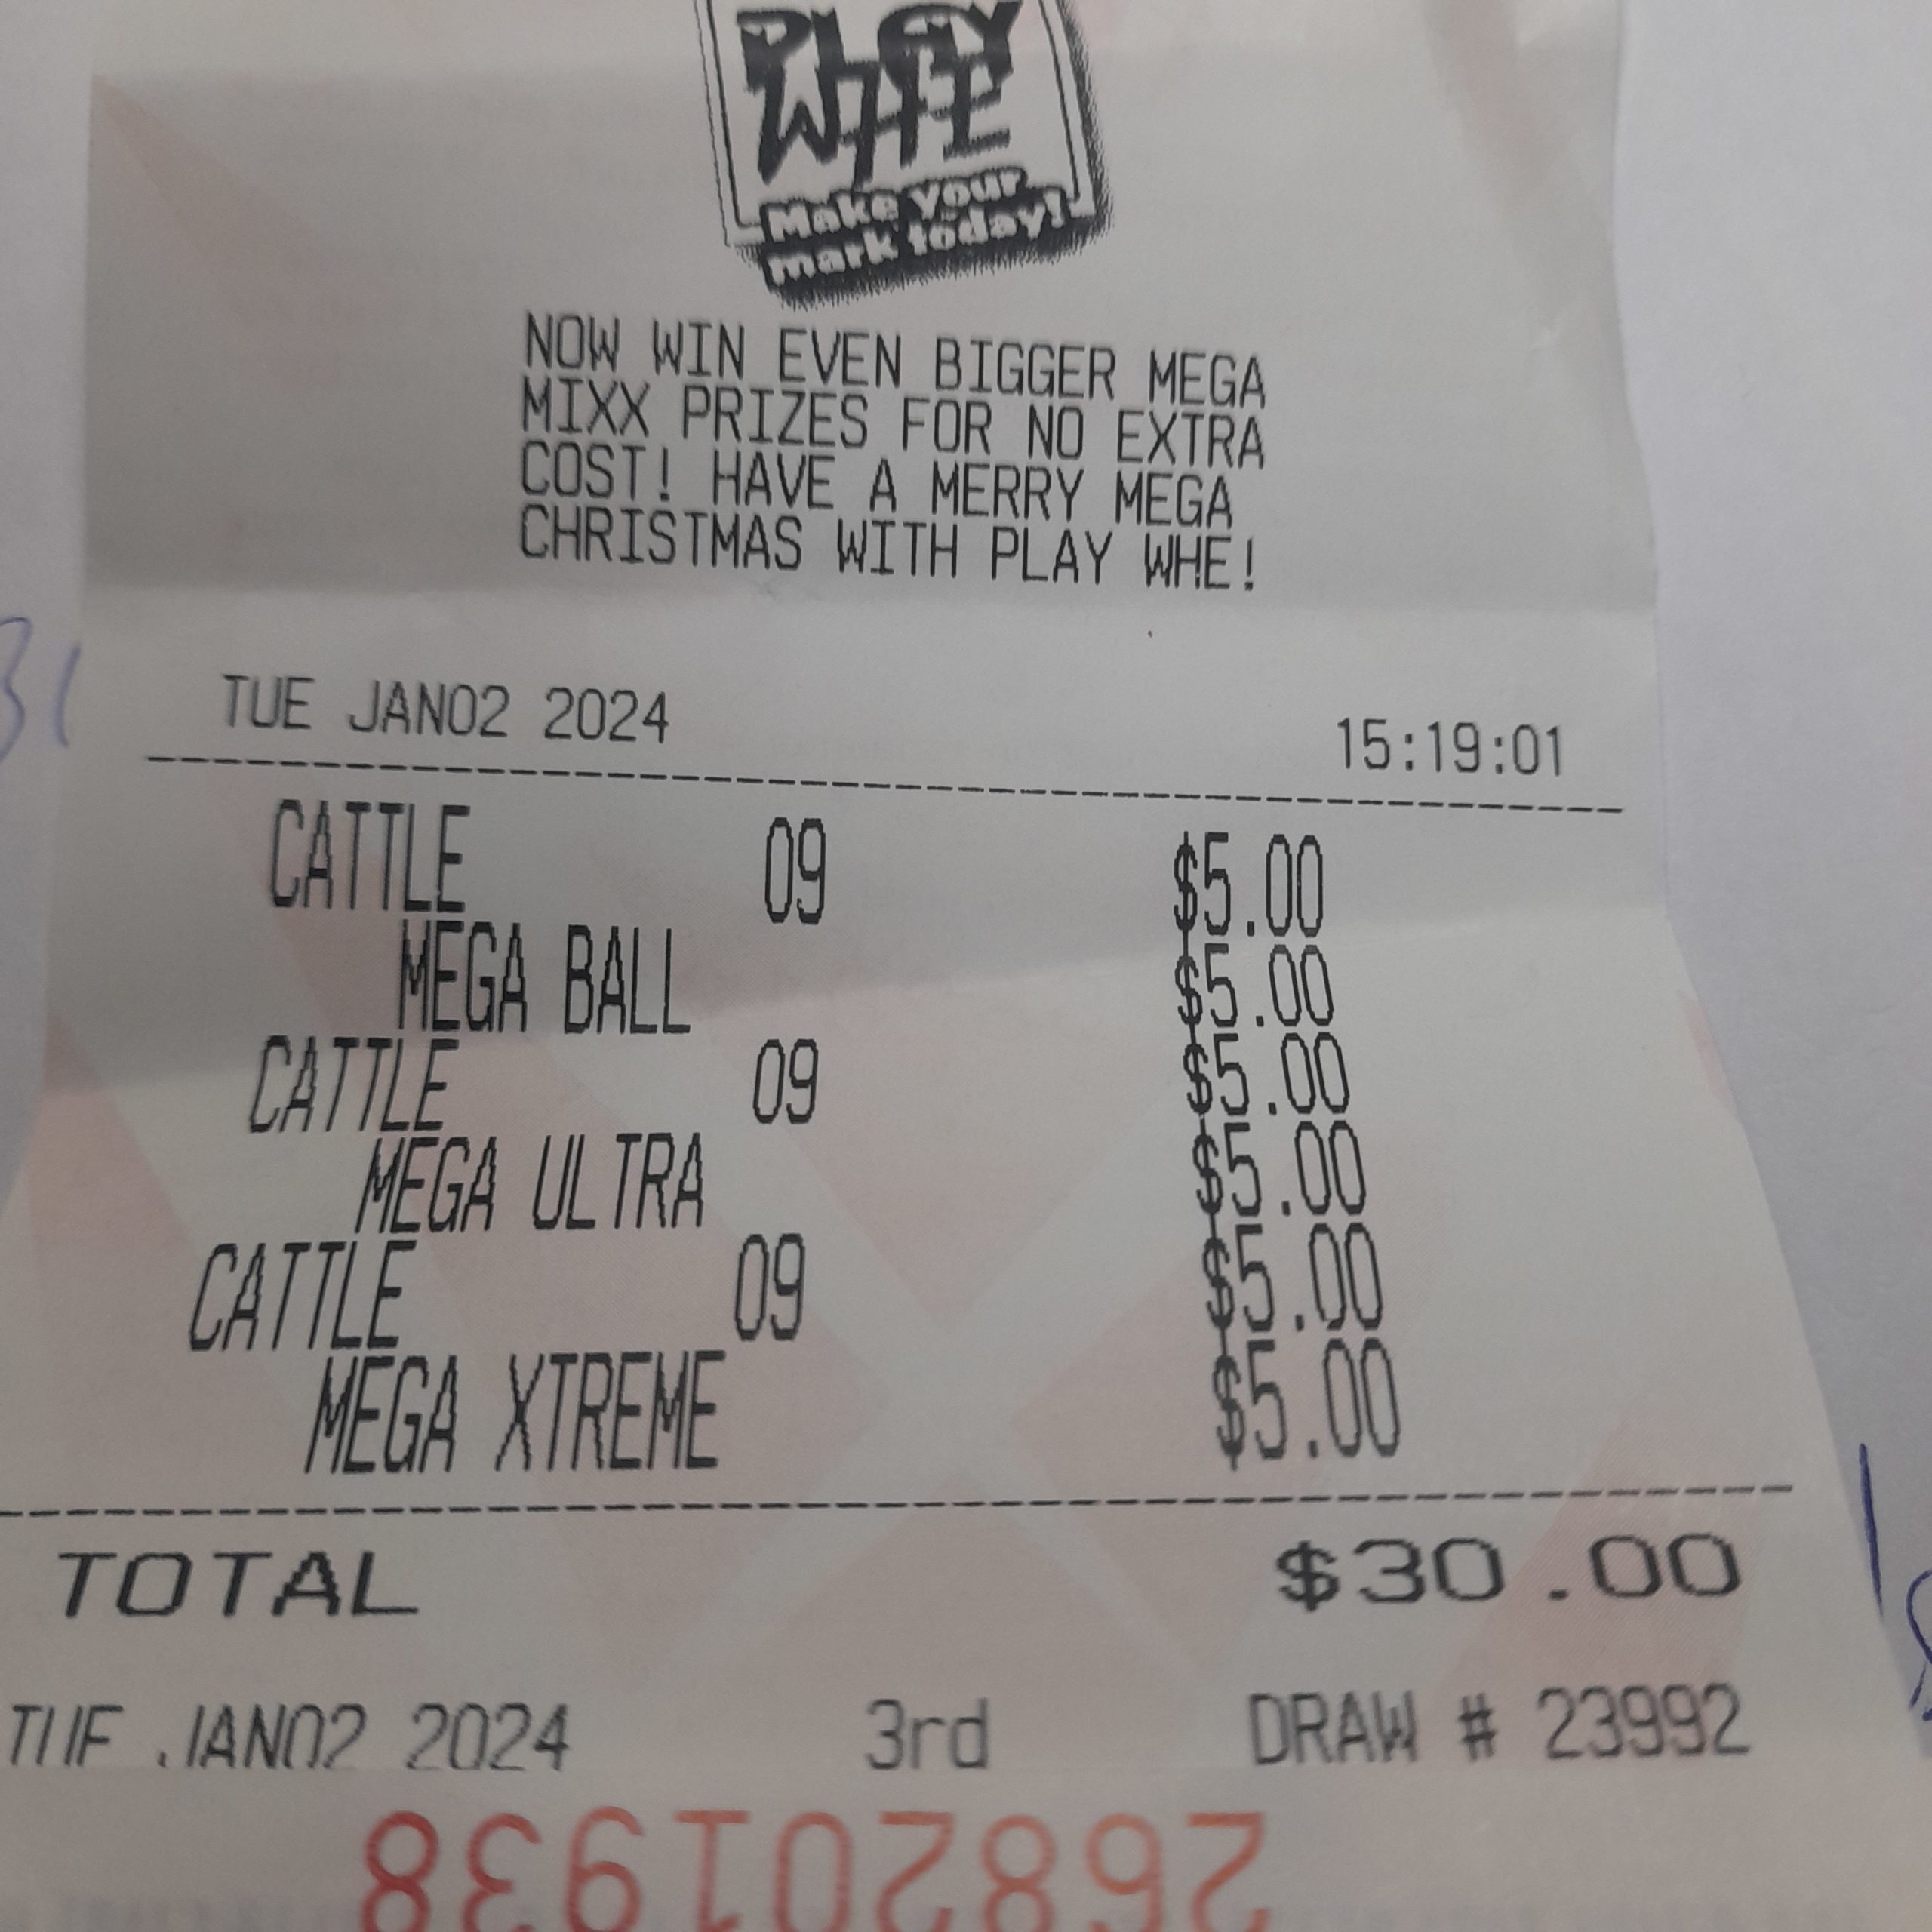 PLAY
WHE
Make your
mark today!
NOW WIN EVEN BIGGER MEGA
MIXX PRIZES FOR NO EXTRA
COST! HAVE A MERRY MEGA
CHRISTMAS WITH PLAY WHE!
31
TUE JAN02 2024 15:19:01
CATTLE 09 $5.00
MEGA BALL $5.00
CATTLE 09 $5.00
MEGA ULTRA $5.00
CATTLE 09 $5.00
MEGA XTREME $5.00
TOTAL $30.00
TUE JAN02 2024 3rd DRAW # 23992
268201938